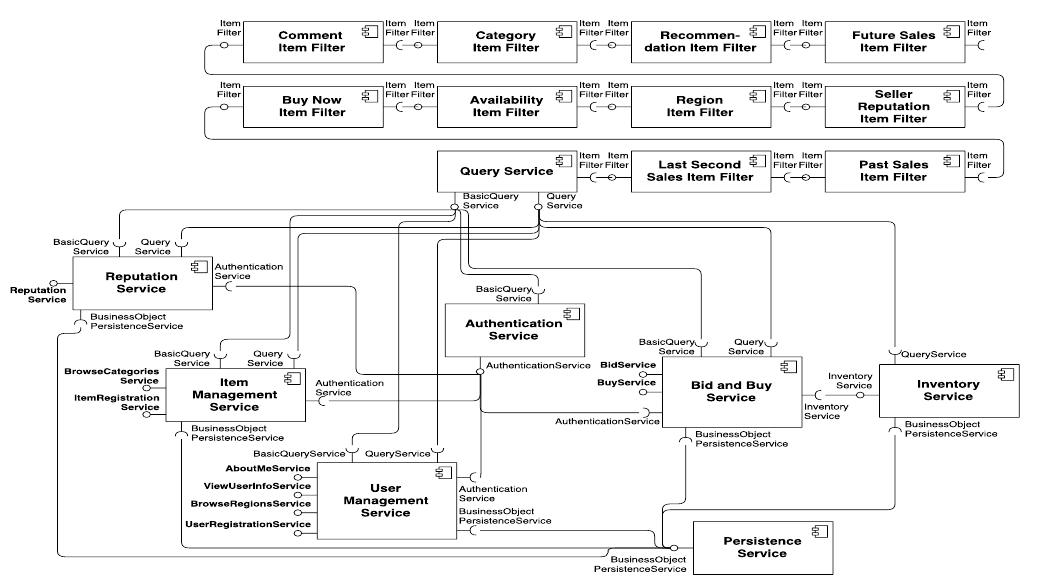 Item
Filter
Comment
Item Filter
Item
Filter
Item
Filter
Category
Item Filter
Item
Filter
Item
Filter
Recommen-
dation Item Filter
Item
Filter
Item
Filter
Future Sales
Item Filter
Item
Filter
Item
Filter
Buy Now
Item Filter
Item
Filter
Item
Filter
Availability
Item Filter
Item
Filter
Item
Filter
Region
Item Filter
Item
Filter
Item
Filter
Seller
Reputation
Item Filter
Item
Filter
Query Service
Item
Filter
Item
Filter
Last Second
Sales Item Filter
Item
Filter
Item
Filter
Past Sales
Item Filter
Item
Filter
BasicQuery
Service
Query
Service
BasicQuery
Service
Query
Service
Reputation
Service
Reputation
Service
Authentication
Service
BusinessObject
PersistenceService
BasicQuery
Service
Authentication
Service
AuthenticationService
BasicQuery
Service
Query
Service
BrowseCategories
Service
ItemRegistration
Service
Item
Management
Service
Authentication
Service
BusinessObject
PersistenceService
BasicQuery
Service
Query
Service
BidService
BuyService
AuthenticationService
Bid and Buy
Service
Inventory
Service
Inventory
Service
BusinessObject
PersistenceService
QueryService
Inventory
Service
BusinessObject
PersistenceService
BasicQueryService
QueryService
AboutMeService
ViewUserInfoService
BrowseRegionsService
UserRegistrationService
User
Management
Service
Authentication
Service
BusinessObject
PersistenceService
BusinessObject
PersistenceService
Persistence
Service